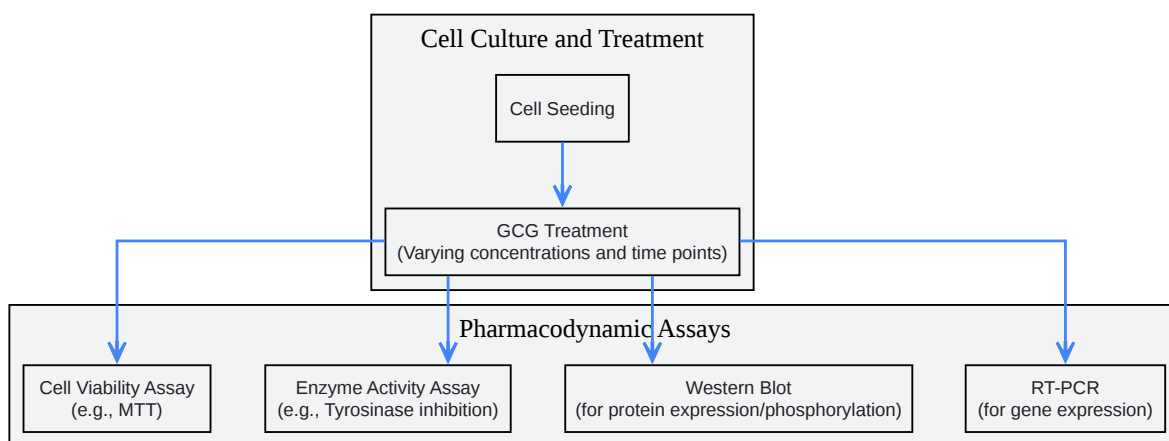 Cell Culture and Treatment
Cell Seeding
GCG Treatment
(Varying concentrations and time points)
Pharmacodynamic Assays
Cell Viability Assay
(e.g., MTT)
Enzyme Activity Assay
(e.g., Tyrosinase inhibition)
Western Blot
(for protein expression/phosphorylation)
RT-PCR
(for gene expression)